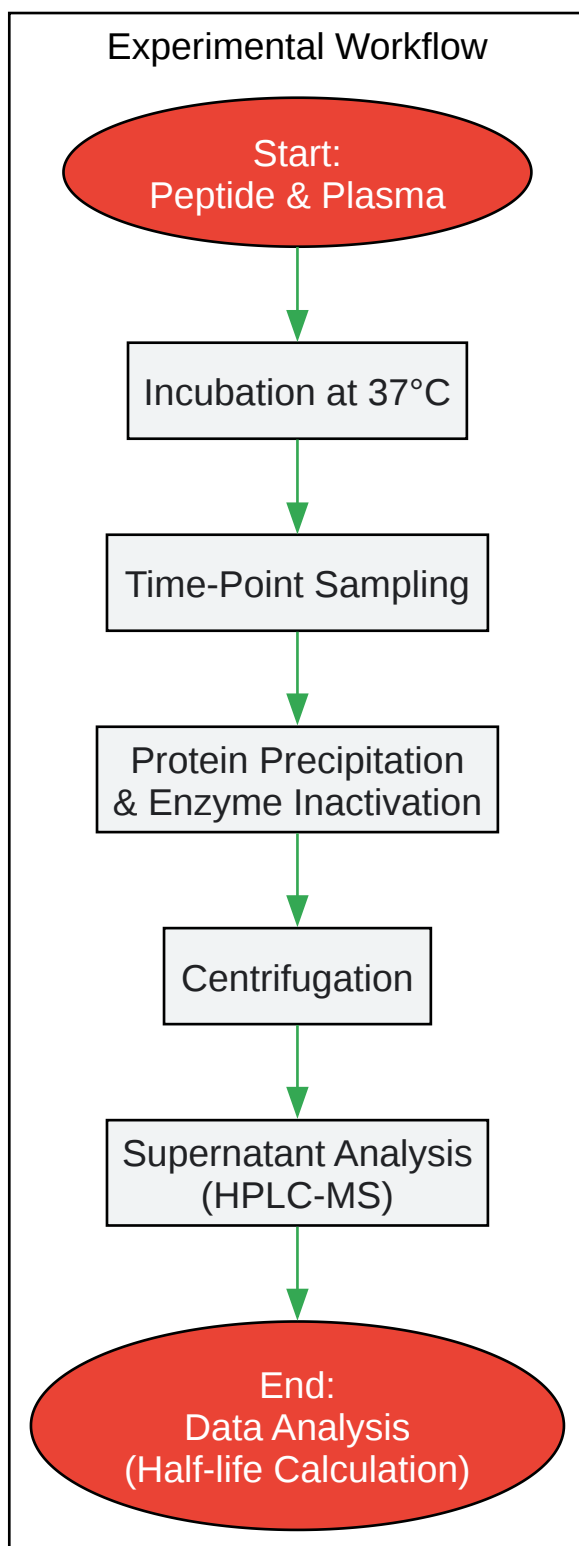 Experimental Workflow
Start:
Peptide & Plasma
Incubation at 37°C
Time-Point Sampling
Protein Precipitation
& Enzyme Inactivation
Centrifugation
Supernatant Analysis
(HPLC-MS)
End:
Data Analysis
(Half-life Calculation)